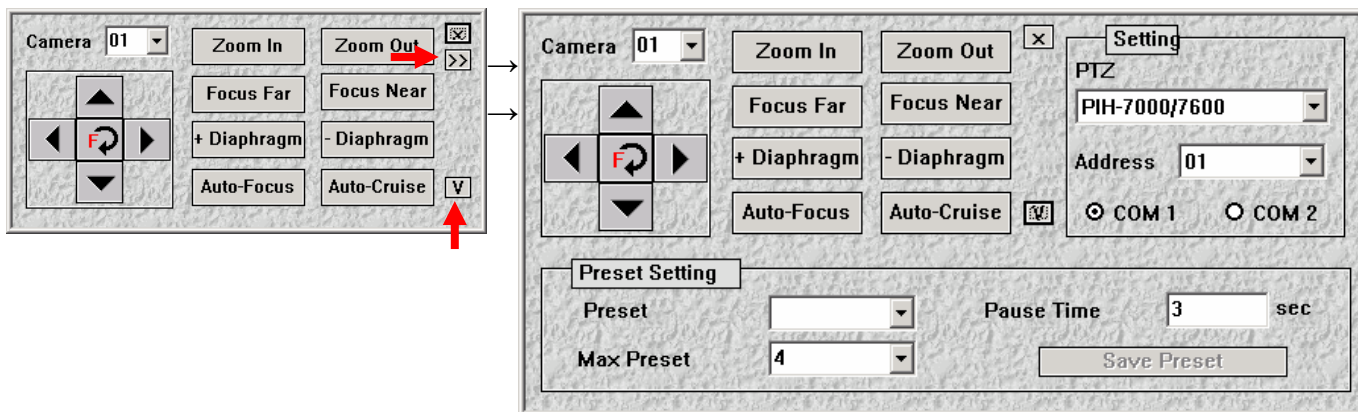 Camera 01 Zoom In Zoom Out X
>>
Focus Far Focus Near
F
+ Diaphragm - Diaphragm
Auto-Focus Auto-Cruise V
→
→
Camera 01 Zoom In Zoom Out X
Focus Far Focus Near
F
+ Diaphragm - Diaphragm
Auto-Focus Auto-Cruise V
Setting
PTZ
PIH-7000/7600
Address 01
COM 1 COM 2
Preset Setting
Preset Pause Time 3 sec
Max Preset 4 Save Preset